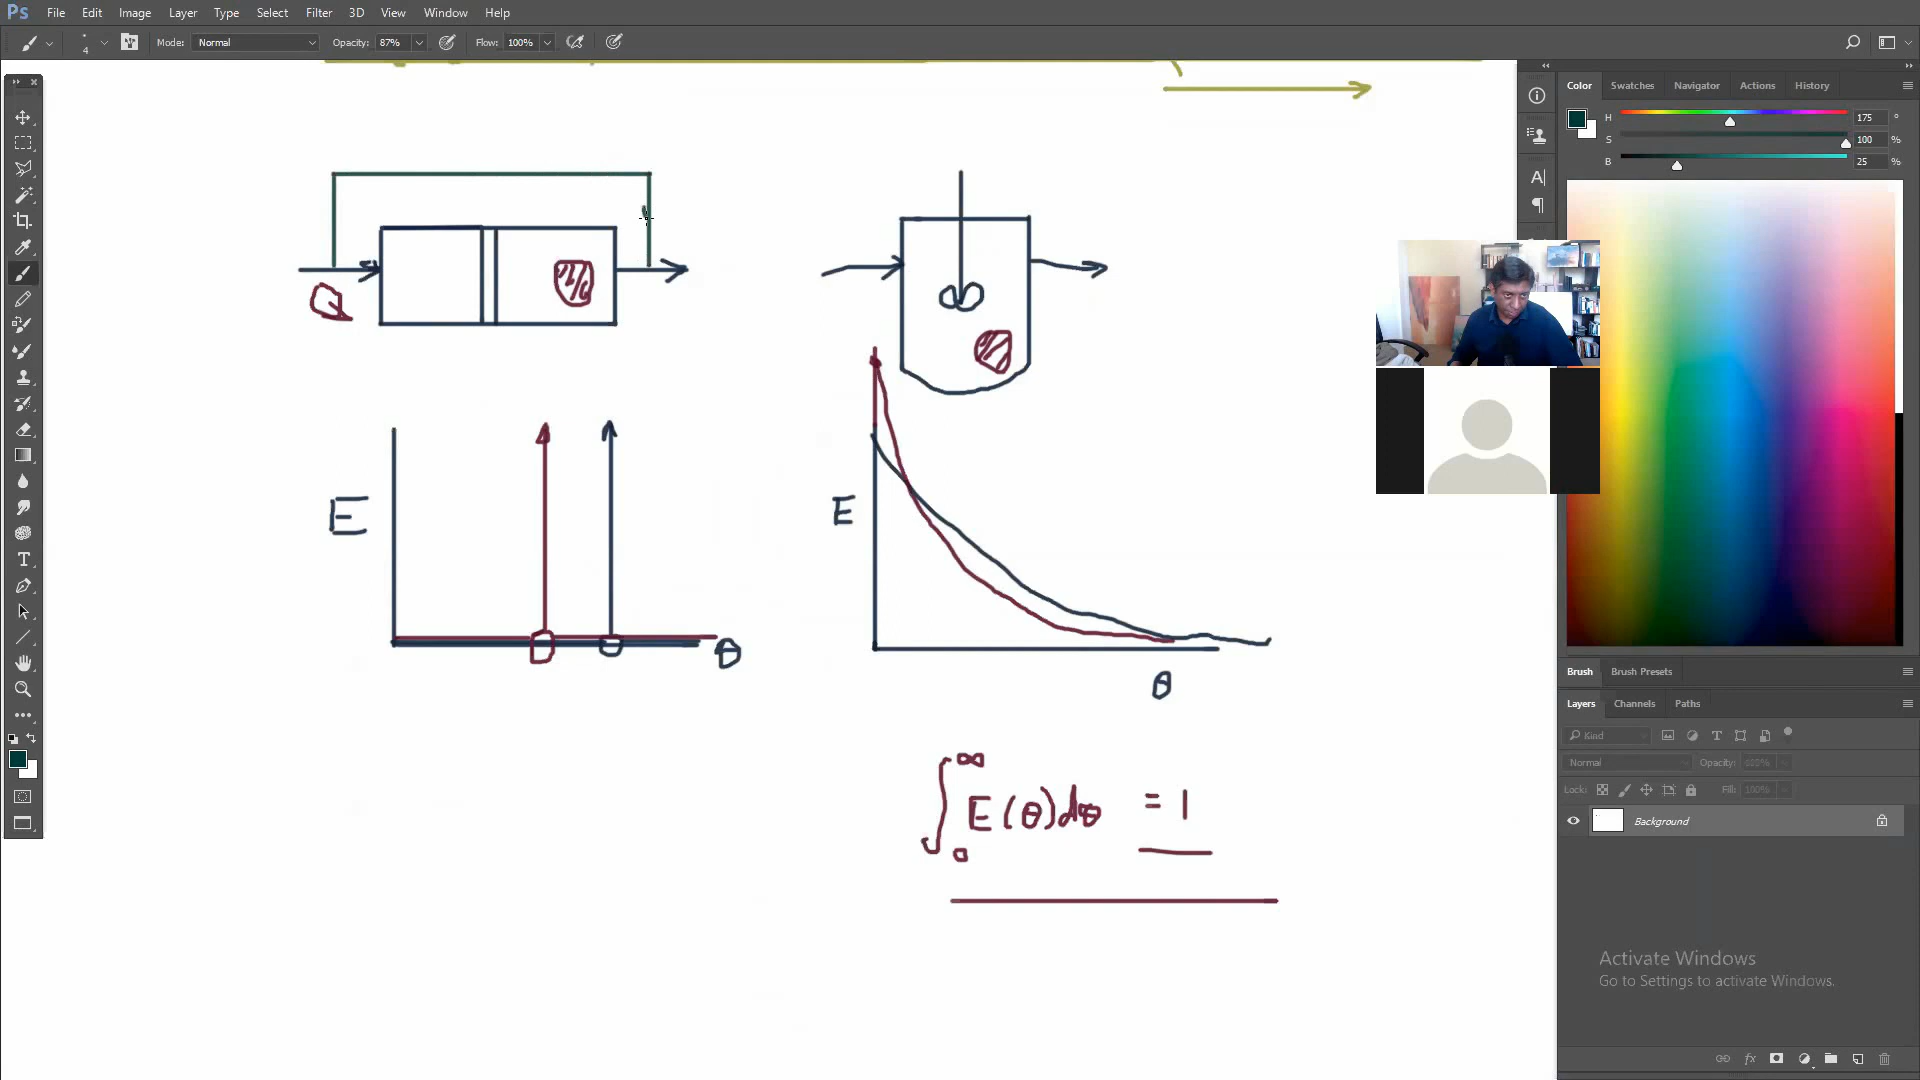 Ps File Edit Image Layer Type Select Filter 3D View Window Help
4 Mode: Normal Opacity: 87% Flow: 100%
Color Swatches Navigator Actions History
H 175 °
S 100 %
B 25 %
Q
E
θ
E
θ
∫₀^∞ E(θ)dθ = 1
Brush Brush Presets
Layers Channels Paths
Kind
Normal Opacity:
Lock: Fill: 100%
Background
Activate Windows
Go to Settings to activate Windows.